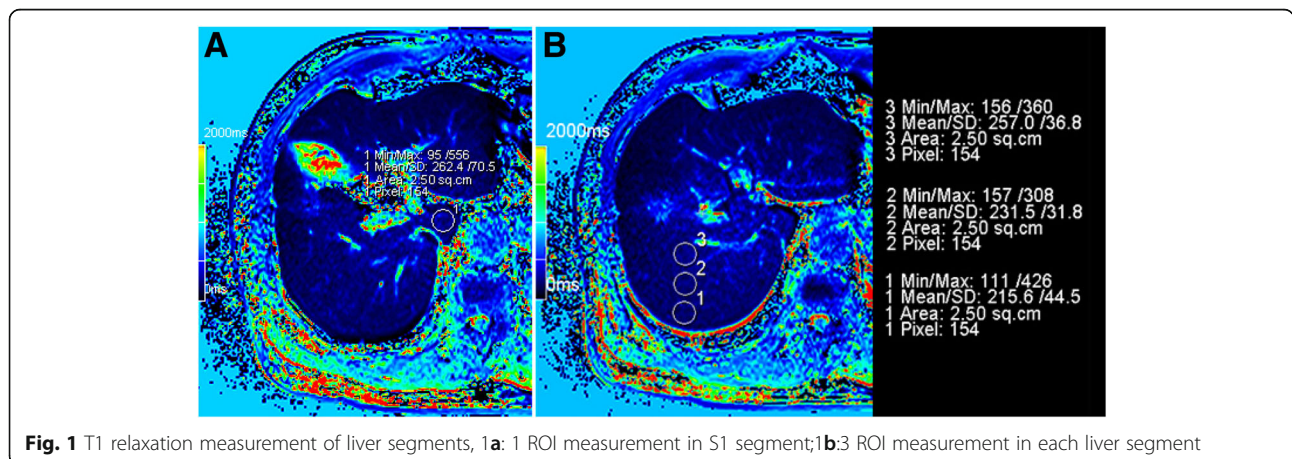 A
2000ms
1 Min/Max: 95 /556
1 Mean/SD: 262.4 /70.5
1 Area: 2.50 sq.cm
1 Pixel: 154
1
0ms
B
2000ms
3
2
1
0ms
3 Min/Max: 156 /360
3 Mean/SD: 257.0 /36.8
3 Area: 2.50 sq.cm
3 Pixel: 154
2 Min/Max: 157 /308
2 Mean/SD: 231.5 /31.8
2 Area: 2.50 sq.cm
2 Pixel: 154
1 Min/Max: 111 /426
1 Mean/SD: 215.6 /44.5
1 Area: 2.50 sq.cm
1 Pixel: 154
Fig. 1 T1 relaxation measurement of liver segments, 1a: 1 ROI measurement in S1 segment;1b:3 ROI measurement in each liver segment